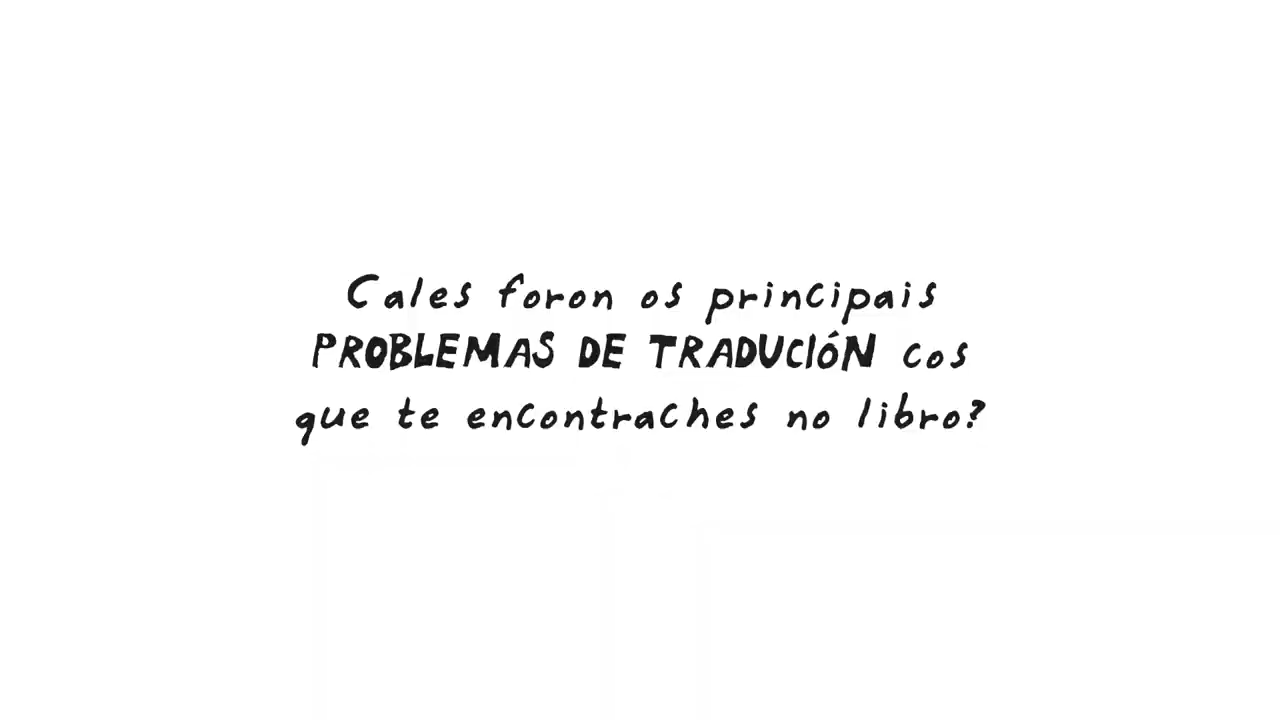 Cales foron os principais
PROBLEMAS DE TRADUCIÓN cos
que te encontraches no libro?